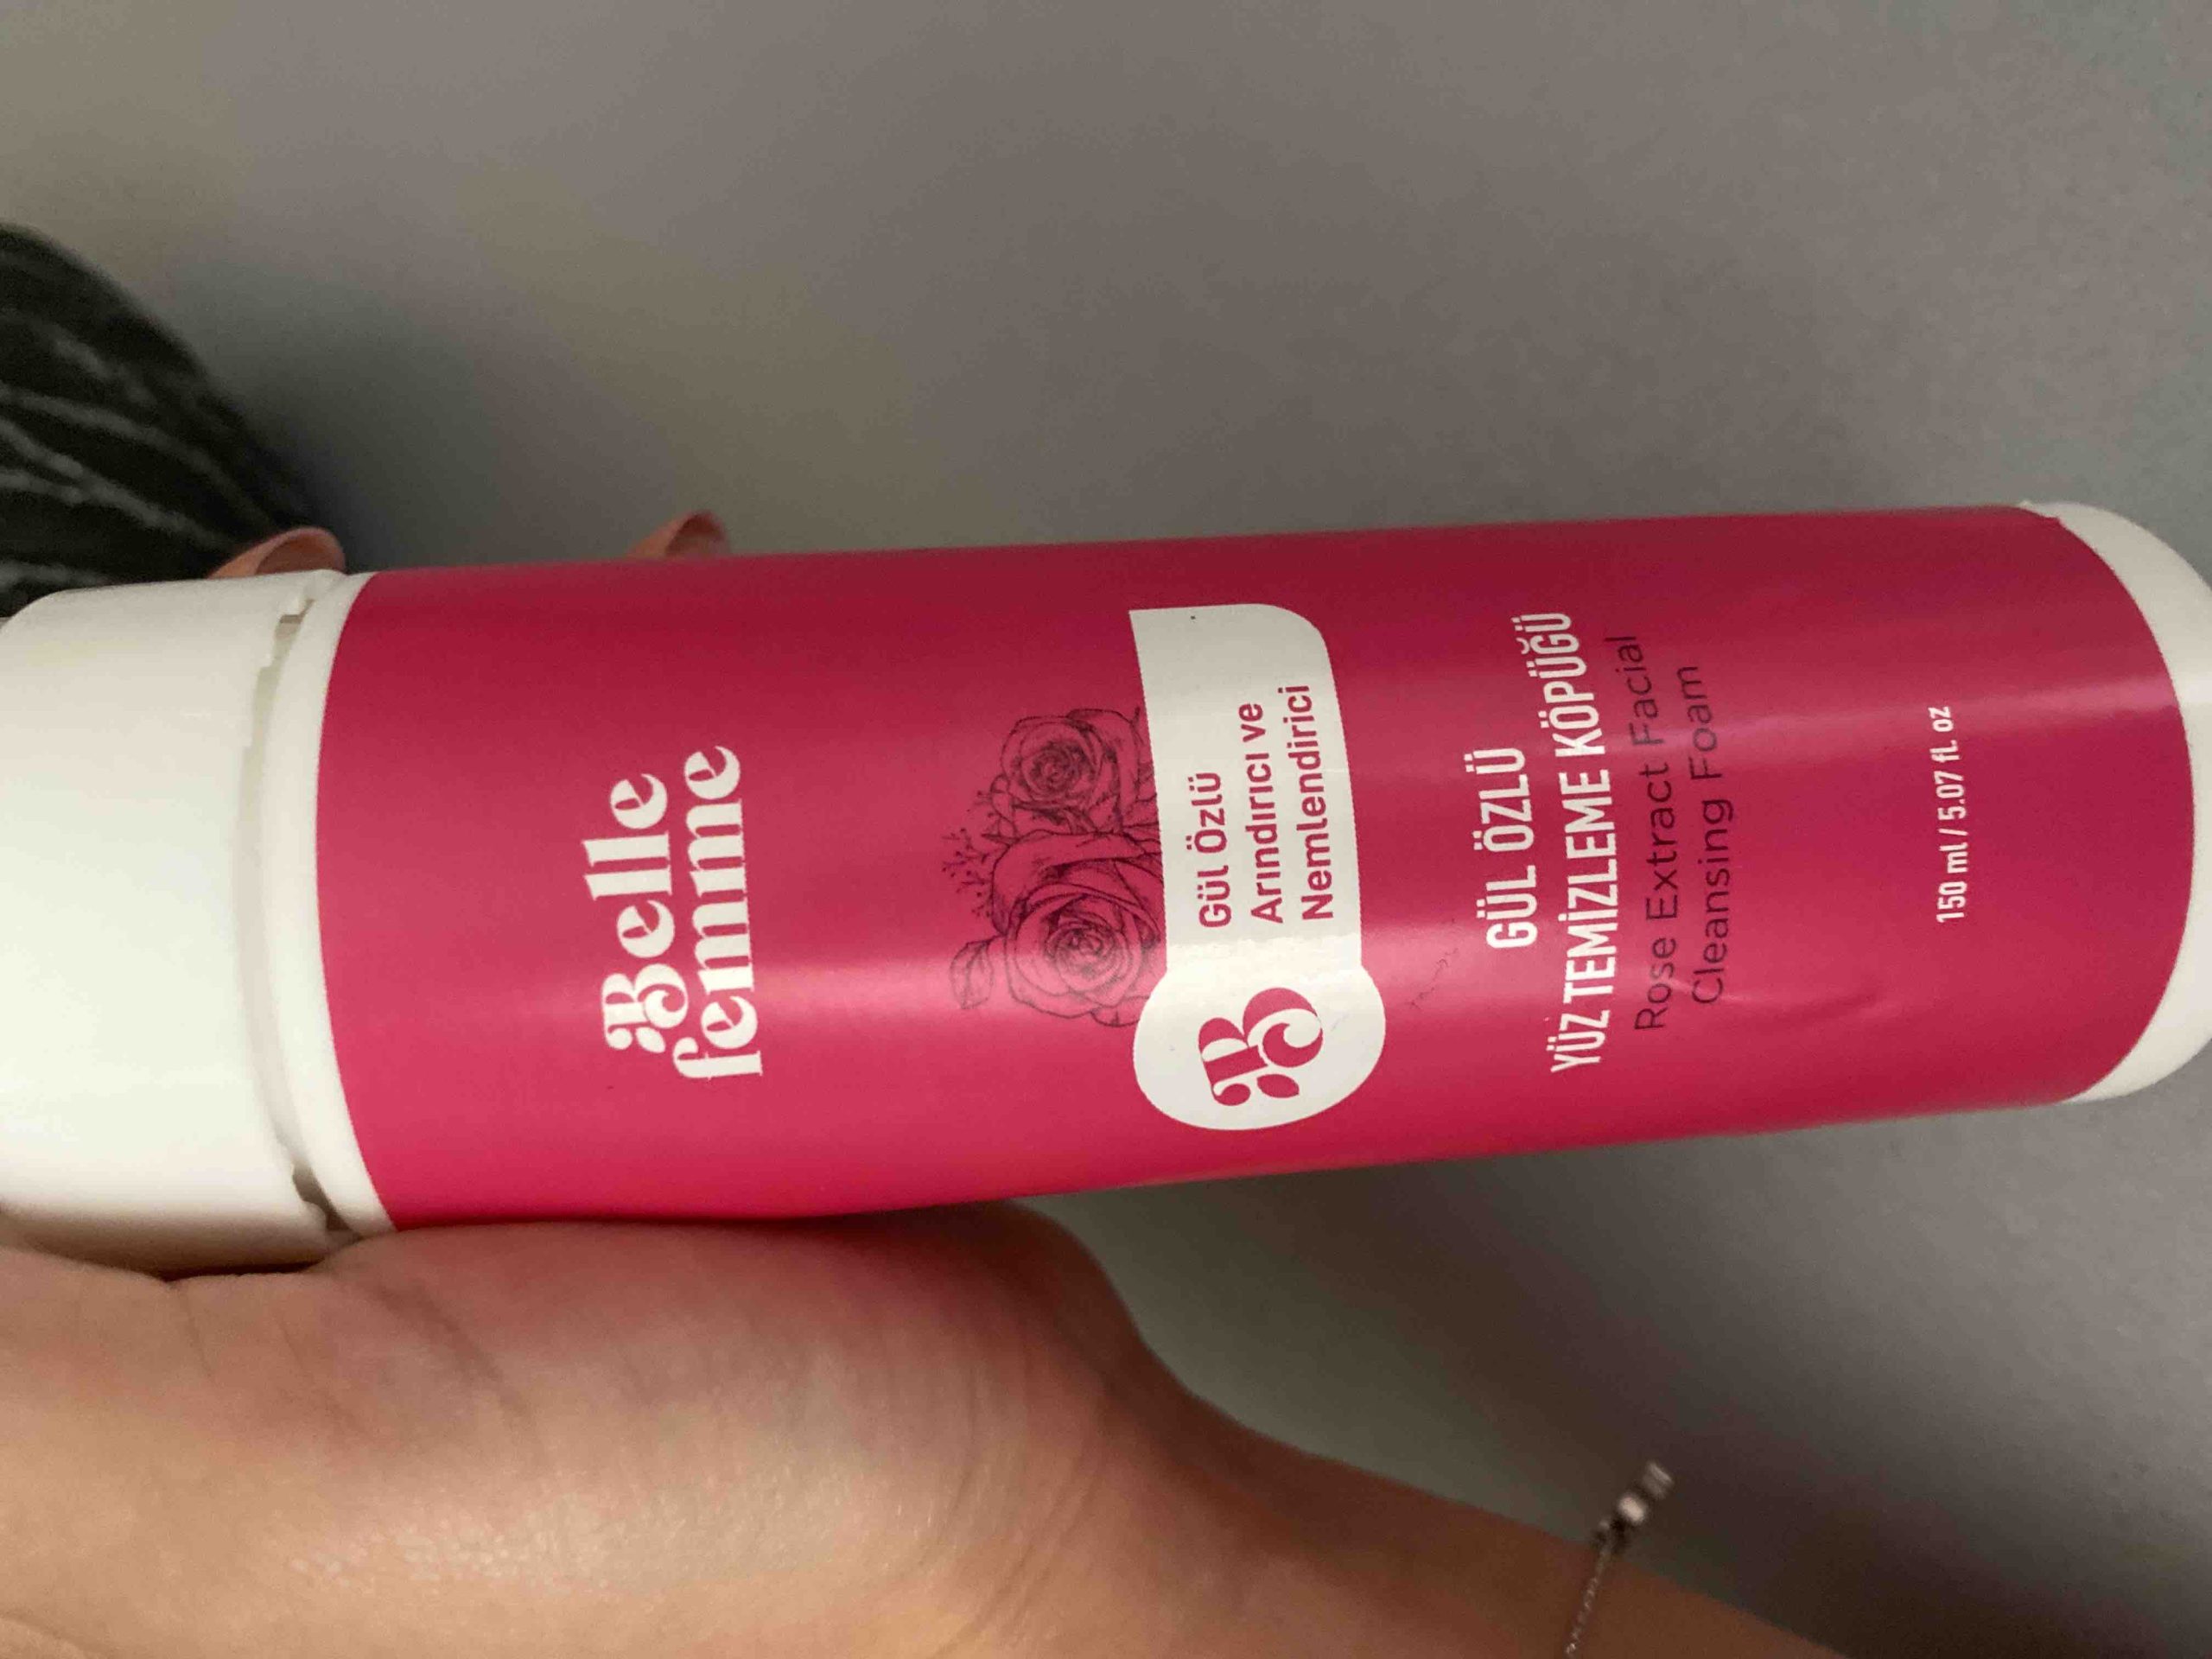 Belle
femme
Gül Özlü
Arındırıcı ve
Nemlendirici
B
GÜL ÖZLÜ
YÜZ TEMİZLEME KÖPÜĞÜ
Rose Extract Facial
Cleansing Foam
150 ml / 5.07 fl. oz